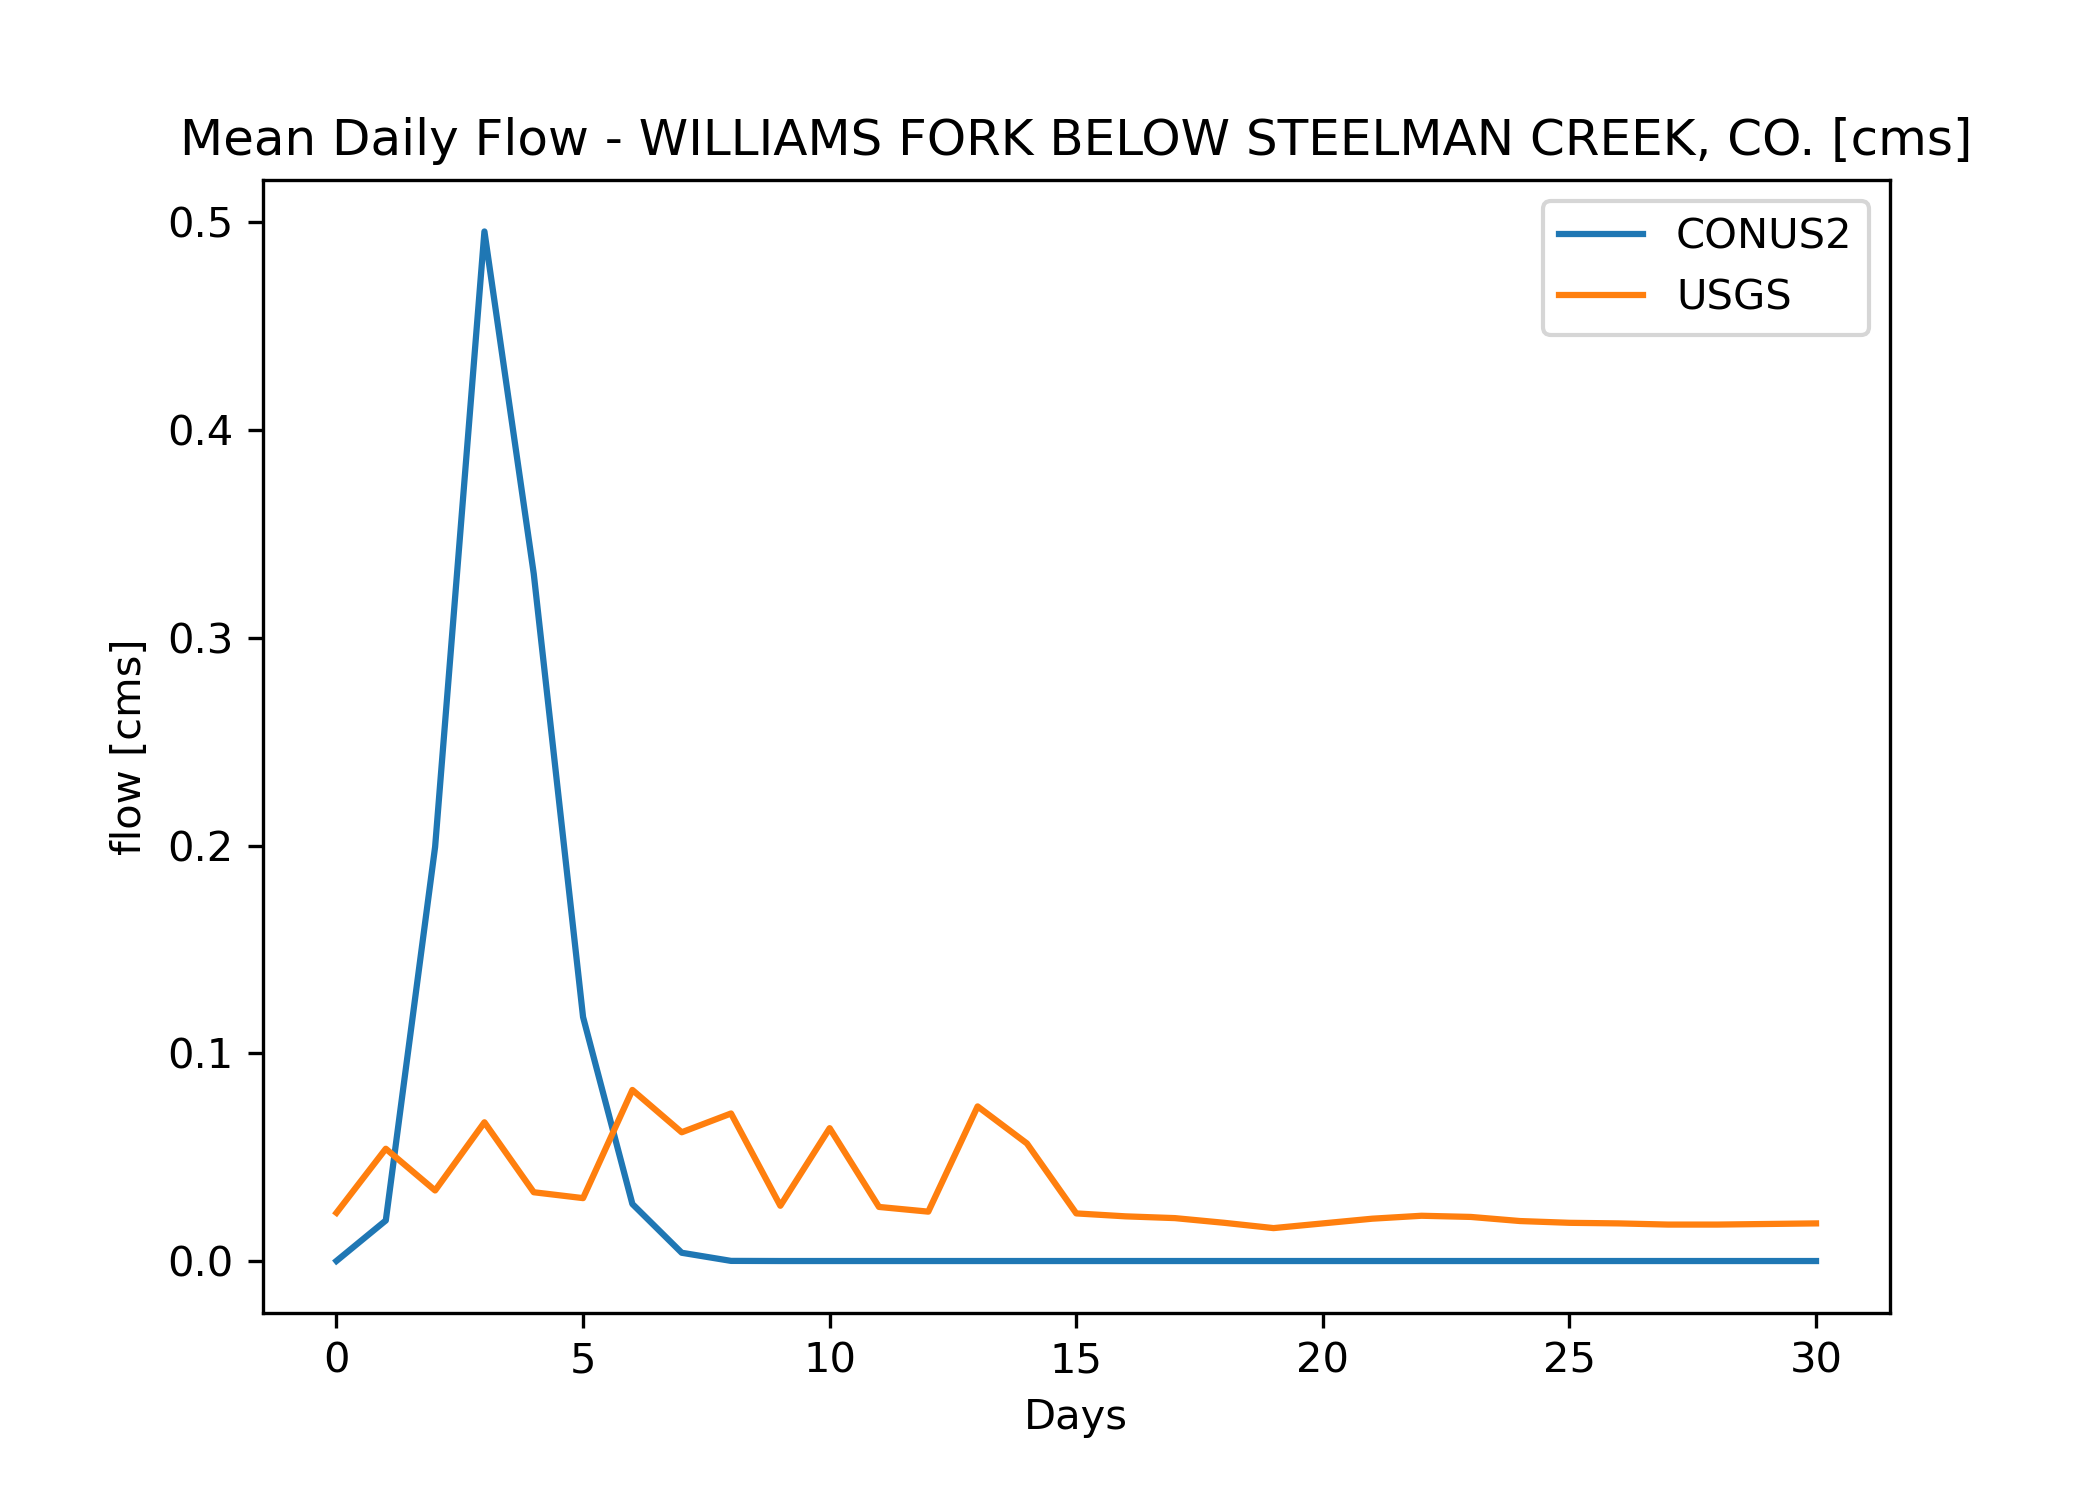 Mean Daily Flow - WILLIAMS FORK BELOW STEELMAN CREEK, CO. [cms]
CONUS2
USGS
flow [cms]
0.5
0.4
0.3
0.2
0.1
0.0
0 5 10 15 20 25 30
Days